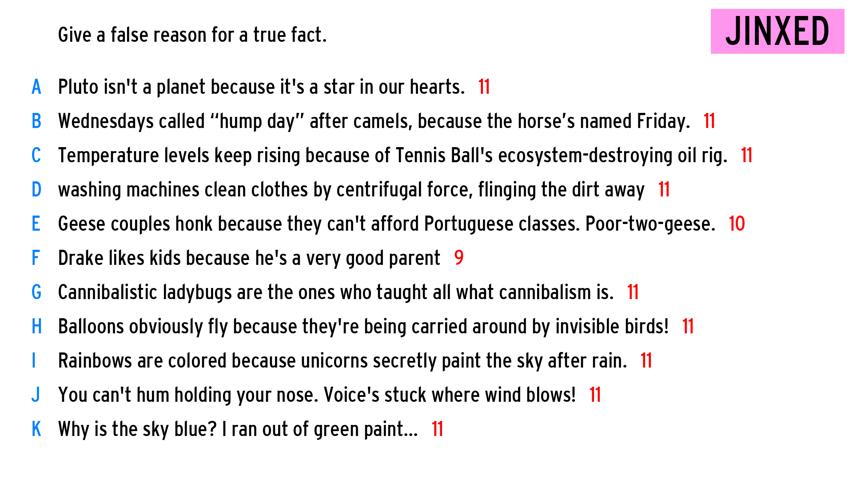 Give a false reason for a true fact.
JINXED
A Pluto isn't a planet because it's a star in our hearts. 11
B Wednesdays called “hump day” after camels, because the horse’s named Friday. 11
C Temperature levels keep rising because of Tennis Ball's ecosystem-destroying oil rig. 11
D washing machines clean clothes by centrifugal force, flinging the dirt away 11
E Geese couples honk because they can't afford Portuguese classes. Poor-two-geese. 10
F Drake likes kids because he's a very good parent 9
G Cannibalistic ladybugs are the ones who taught all what cannibalism is. 11
H Balloons obviously fly because they're being carried around by invisible birds! 11
I Rainbows are colored because unicorns secretly paint the sky after rain. 11
J You can't hum holding your nose. Voice's stuck where wind blows! 11
K Why is the sky blue? I ran out of green paint... 11